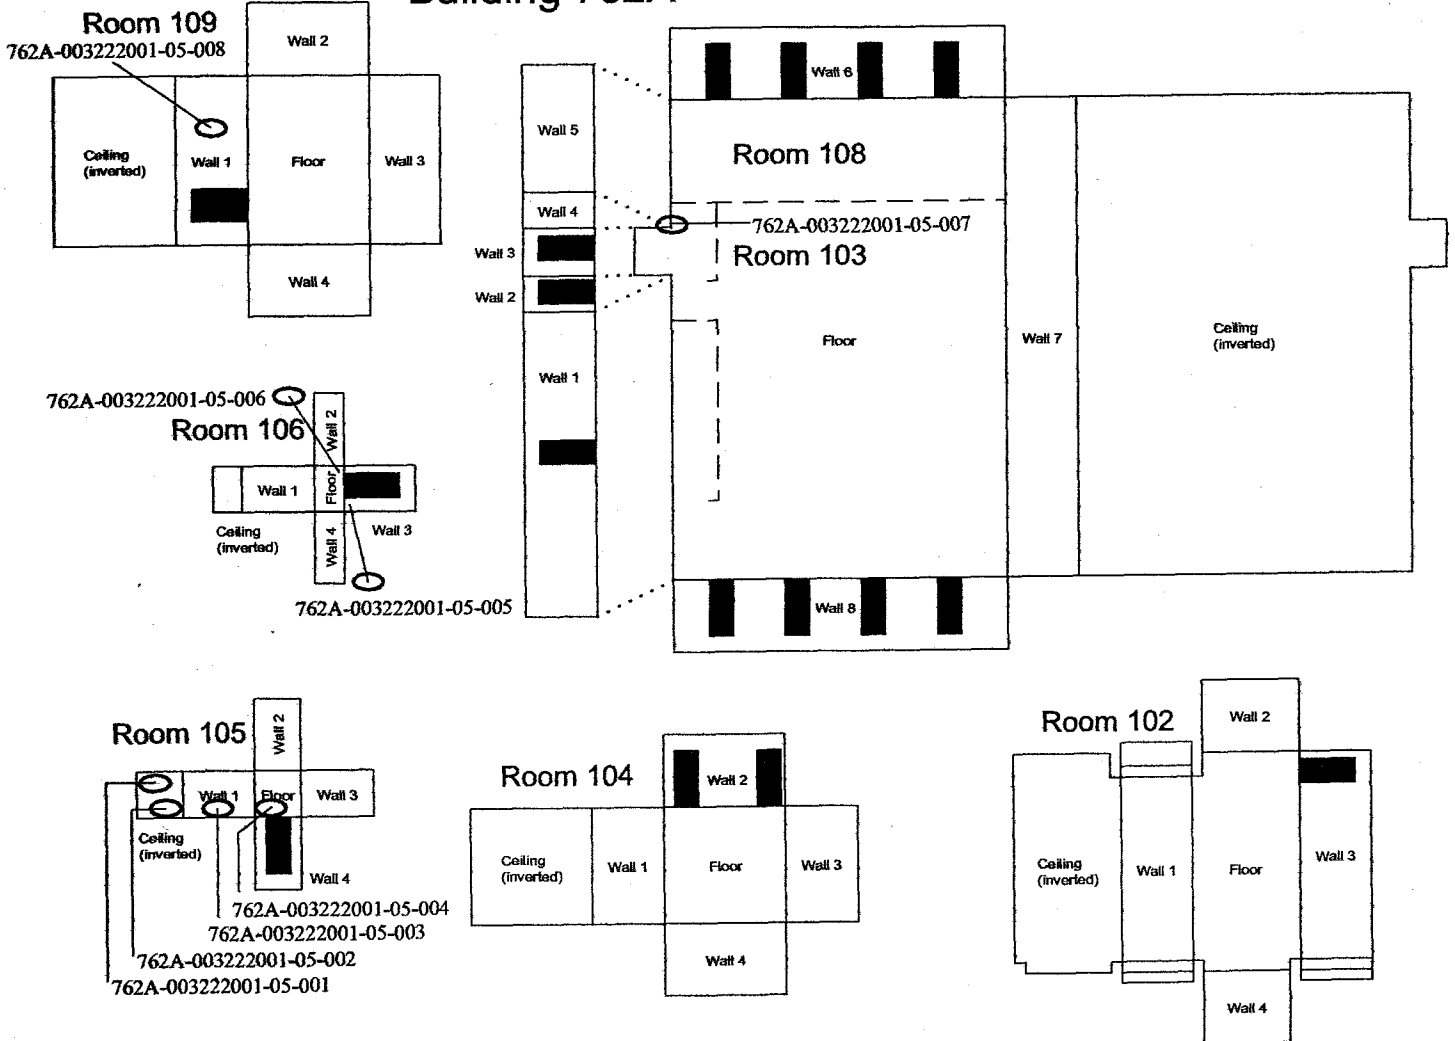 Room 109
762A-003222001-05-008
Wall 2
Ceiling
(inverted)
Wall 1
Floor
Wall 3
Wall 4
Wall 6
Wall 5
Room 108
Wall 4
762A-003222001-05-007
Wall 3
Room 103
Wall 2
Wall 1
Floor
Wall 7
Ceiling
(inverted)
Wall 8
762A-003222001-05-006
Room 106
Wall 2
Wall 1
Floor
Ceiling
(inverted)
Wall 4
Wall 3
762A-003222001-05-005
Room 105
Wall 2
Wall 1
Floor
Wall 3
Ceiling
(inverted)
Wall 4
762A-003222001-05-004
762A-003222001-05-003
762A-003222001-05-002
762A-003222001-05-001
Room 104
Wall 2
Ceiling
(inverted)
Wall 1
Floor
Wall 3
Wall 4
Room 102
Wall 2
Ceiling
(inverted)
Wall 1
Floor
Wall 3
Wall 4